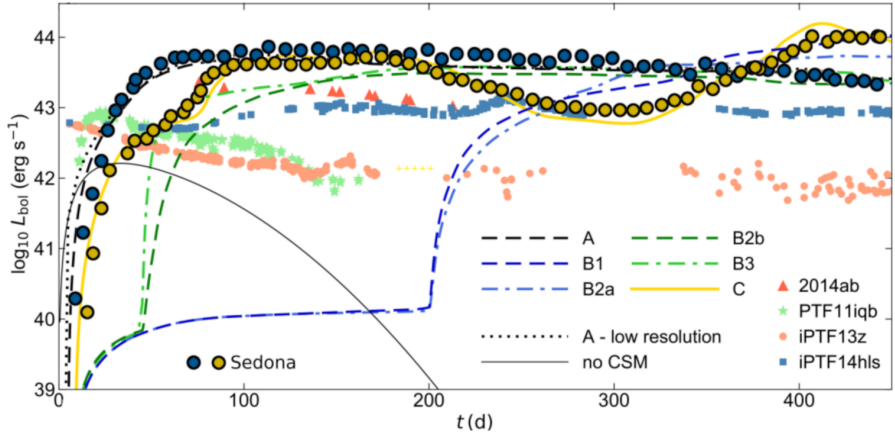 44
43
42
41
40
39
log₁₀ L_bol (erg s⁻¹)
A B2b
B1 B3
B2a C
2014ab
PTF11iqb
A - low resolution iPTF13z
Sedona no CSM iPTF14hls
0 100 200 300 400
t (d)